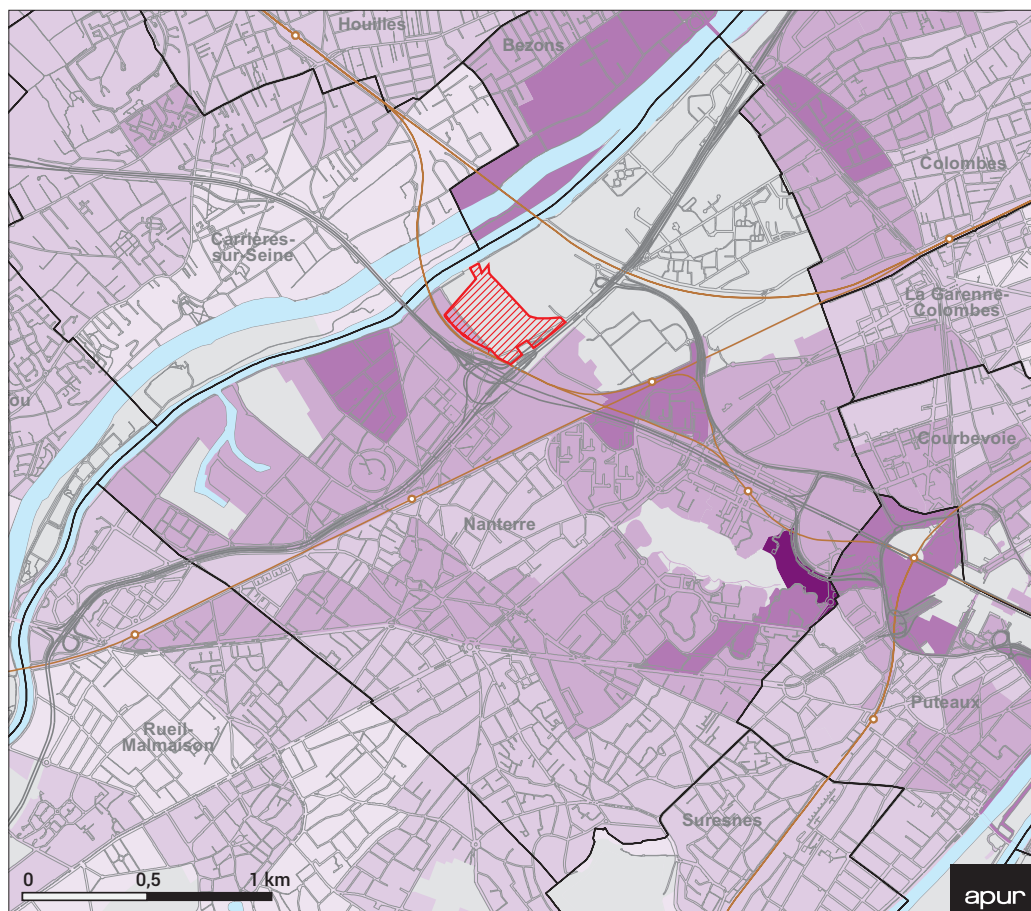 Houilles
Bezons
Colombes
Carrières-
sur-Seine
La Garenne-
Colombes
ou
Courbevoie
Nanterre
Puteaux
Rueil-
Malmaison
Suresnes
0 0,5 1 km
apur